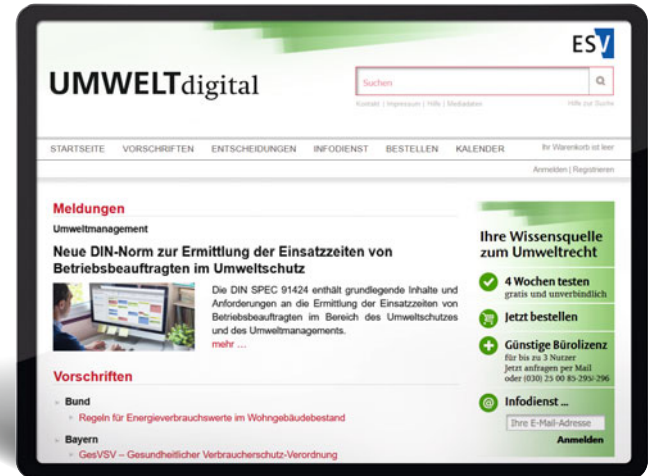 ESV
UMWELTdigital
Suchen
Kontakt | Impressum | Hilfe | Mediadaten
Hilfe zur Suche
STARTSEITE VORSCHRIFTEN ENTSCHEIDUNGEN INFODIENST BESTELLEN KALENDER Ihr Warenkorb ist leer
Anmelden | Registrieren
Meldungen
Umweltmanagement
Neue DIN-Norm zur Ermittlung der Einsatzzeiten von
Betriebsbeauftragten im Umweltschutz
Die DIN SPEC 91424 enthält grundlegende Inhalte und
Anforderungen an die Ermittlung der Einsatzzeiten von
Betriebsbeauftragten im Bereich des Umweltschutzes
und des Umweltmanagements.
mehr ...
Vorschriften
Bund
Regeln für Energieverbrauchswerte im Wohngebäudebestand
Bayern
GesVSV – Gesundheitlicher Verbraucherschutz-Verordnung
Ihre Wissensquelle
zum Umweltrecht
4 Wochen testen
gratis und unverbindlich
Jetzt bestellen
Günstige Bürolizenz
für bis zu 3 Nutzer
Jetzt anfragen per Mail
oder (030) 25 00 85-295/-296
Infodienst ...
Ihre E-Mail-Adresse
Anmelden